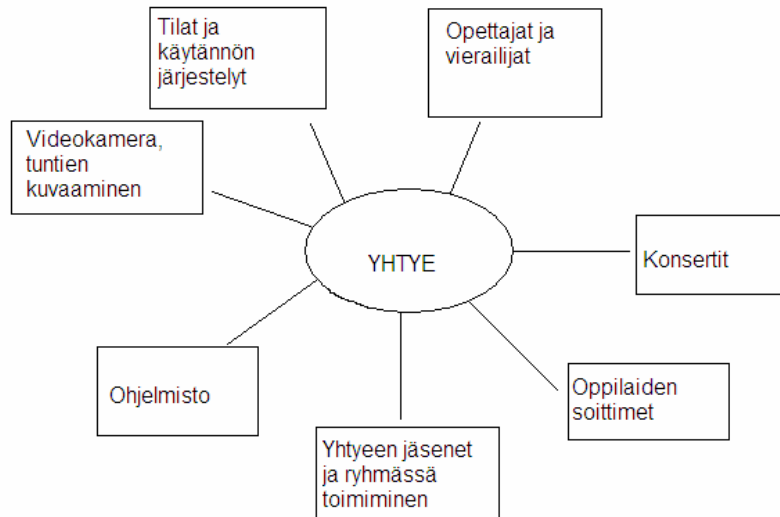 Tilat ja
käytännön
järjestelyt
Opettajat ja
vierailijat
Videokamera,
tuntien
kuvaaminen
YHTYE
Konsertit
Ohjelmisto
Oppilaiden
soittimet
Yhtyeen jäsenet
ja ryhmässä
toimiminen